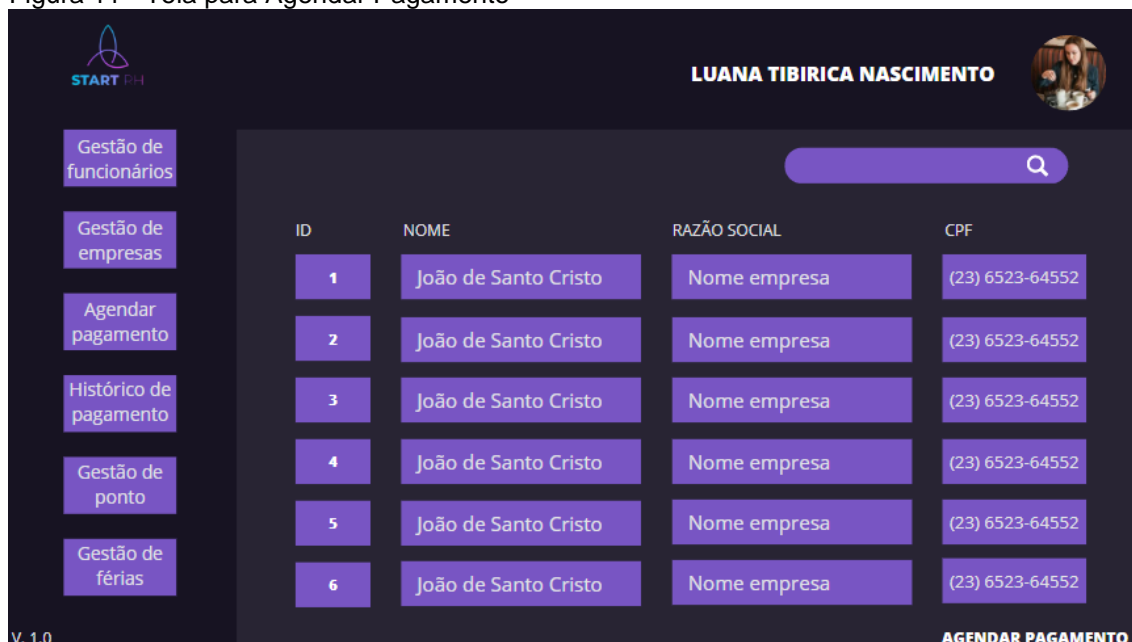 Figura 11 - Tela para Agendar Pagamento
START RH
LUANA TIBIRICA NASCIMENTO
Gestão de
funcionários
Gestão de
empresas
Agendar
pagamento
Histórico de
pagamento
Gestão de
ponto
Gestão de
férias
ID NOME RAZÃO SOCIAL CPF
1 João de Santo Cristo Nome empresa (23) 6523-64552
2 João de Santo Cristo Nome empresa (23) 6523-64552
3 João de Santo Cristo Nome empresa (23) 6523-64552
4 João de Santo Cristo Nome empresa (23) 6523-64552
5 João de Santo Cristo Nome empresa (23) 6523-64552
6 João de Santo Cristo Nome empresa (23) 6523-64552
V. 1.0 AGENDAR PAGAMENTO